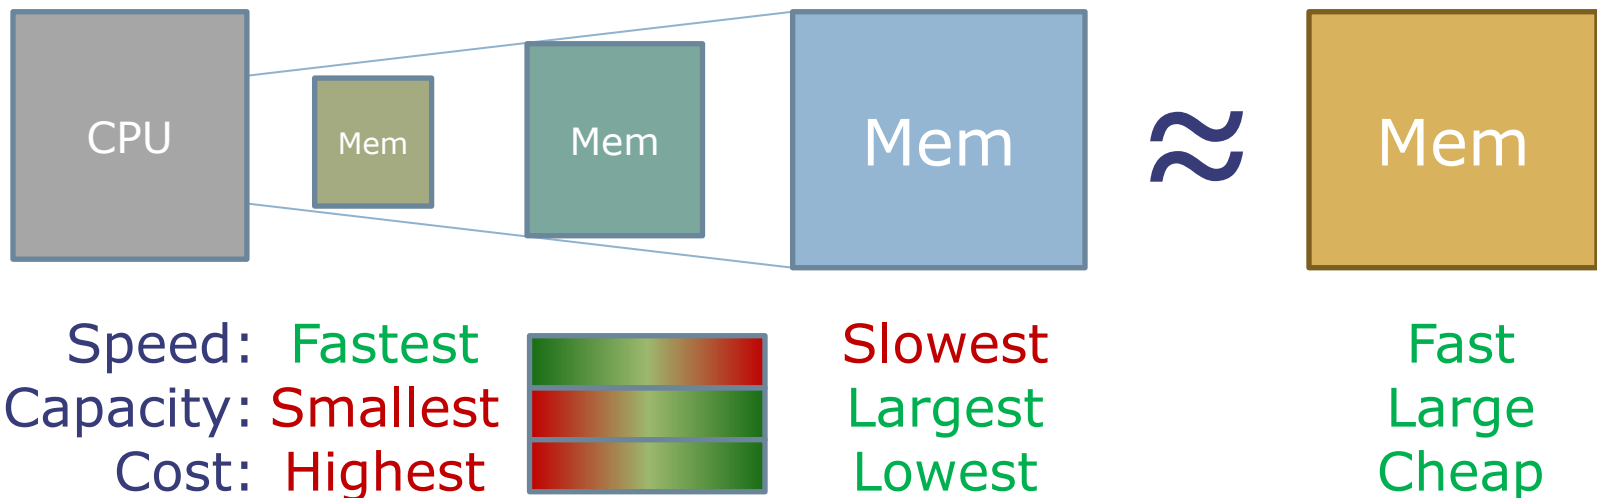 CPU
Mem
Mem
Mem
≈
Mem
Speed: Fastest Slowest Fast
Capacity: Smallest Largest Large
Cost: Highest Lowest Cheap